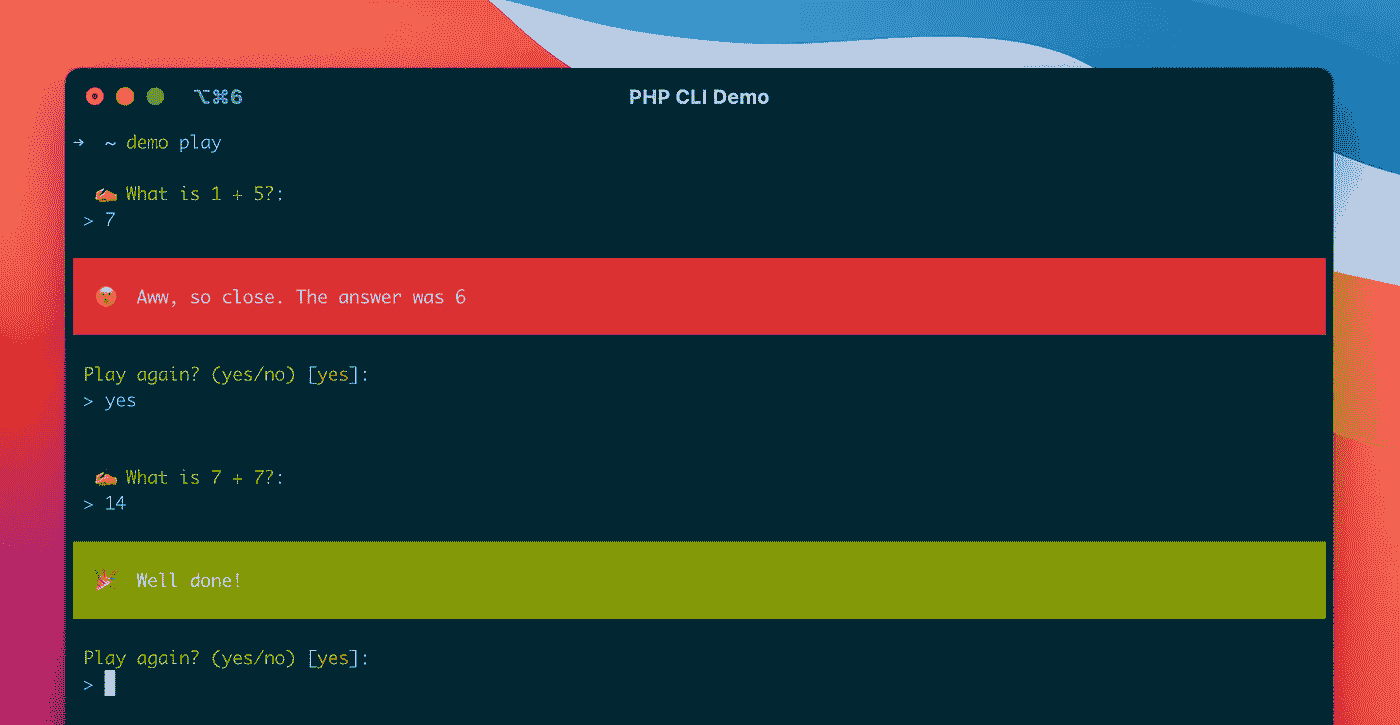 ⌥⌘6
PHP CLI Demo
→ ~ demo play
✍ What is 1 + 5?:
> 7
Aww, so close. The answer was 6
Play again? (yes/no) [yes]:
> yes
✍ What is 7 + 7?:
> 14
🎉 Well done!
Play again? (yes/no) [yes]:
>